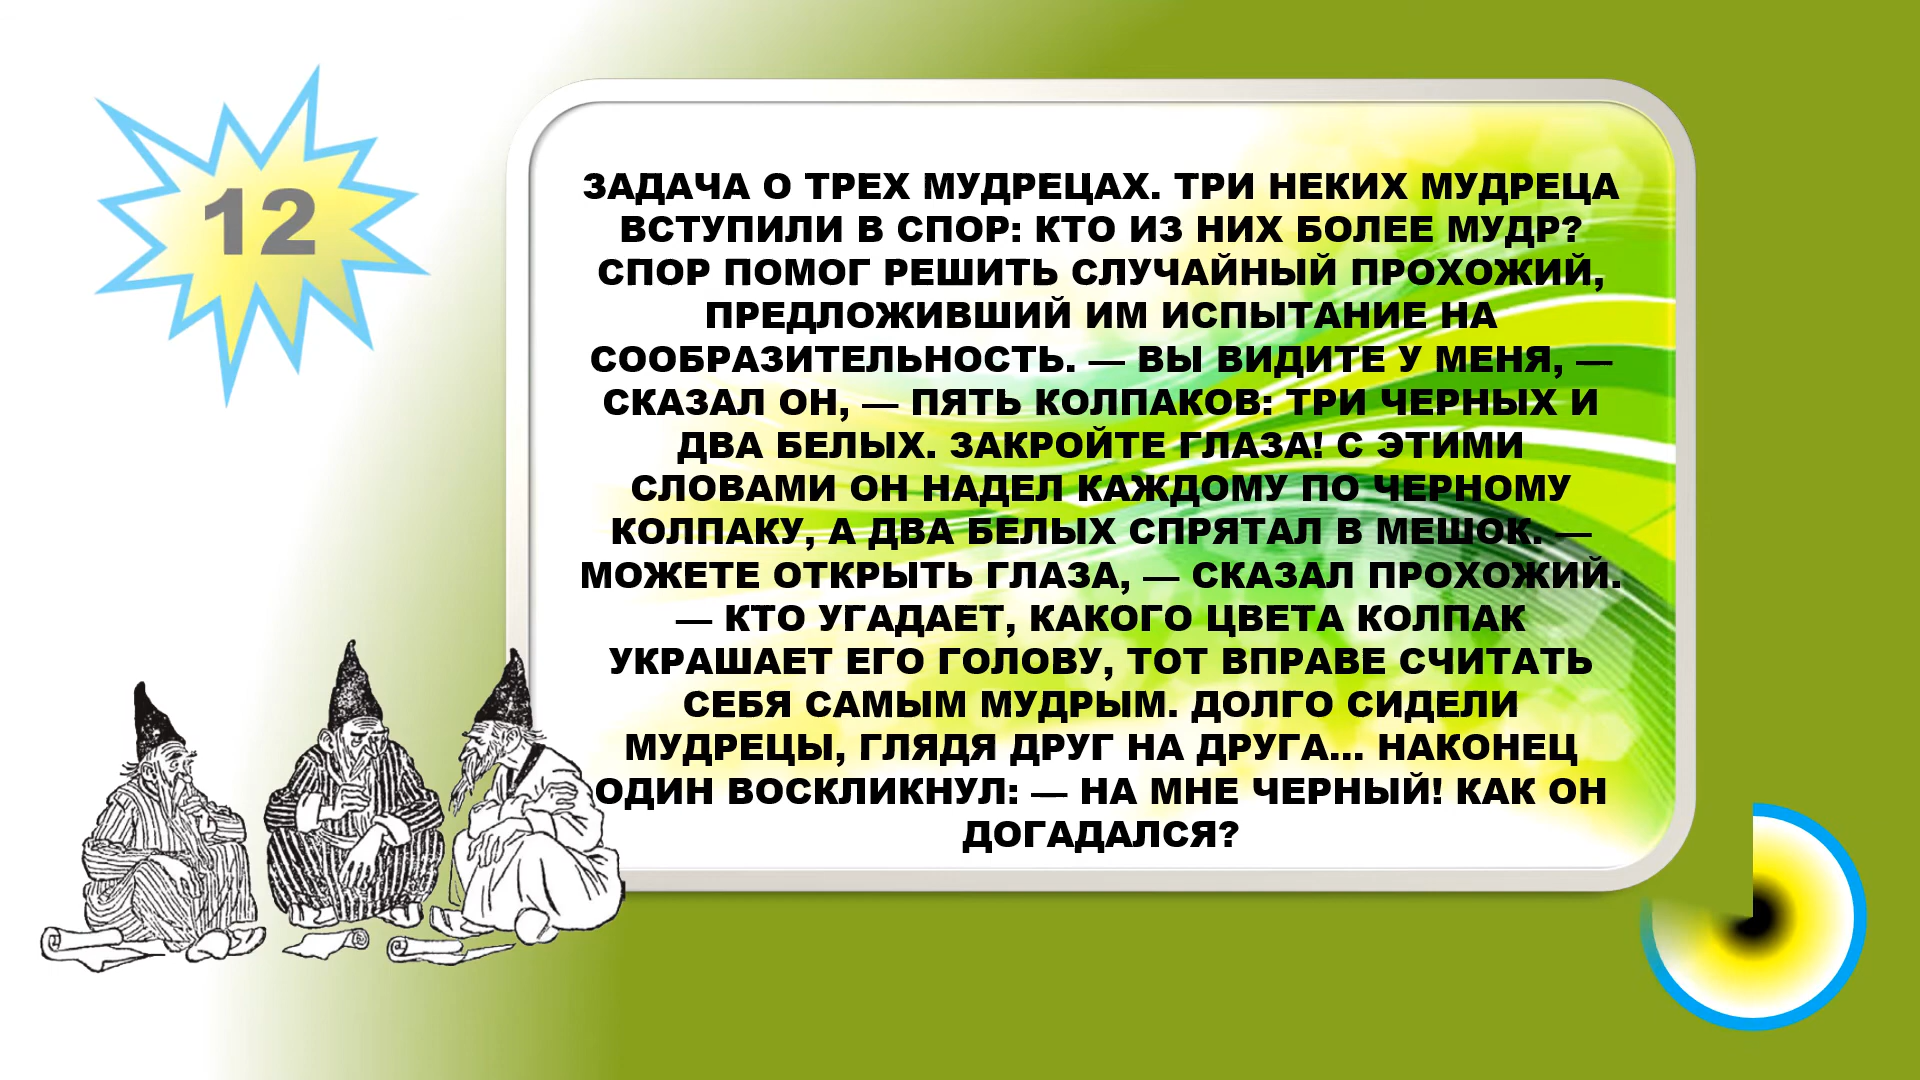 12
ЗАДАЧА О ТРЕХ МУДРЕЦАХ. ТРИ НЕКИХ МУДРЕЦА
ВСТУПИЛИ В СПОР: КТО ИЗ НИХ БОЛЕЕ МУДР?
СПОР ПОМОГ РЕШИТЬ СЛУЧАЙНЫЙ ПРОХОЖИЙ,
ПРЕДЛОЖИВШИЙ ИМ ИСПЫТАНИЕ НА
СООБРАЗИТЕЛЬНОСТЬ. — ВЫ ВИДИТЕ У МЕНЯ, —
СКАЗАЛ ОН, — ПЯТЬ КОЛПАКОВ: ТРИ ЧЕРНЫХ И
ДВА БЕЛЫХ. ЗАКРОЙТЕ ГЛАЗА! С ЭТИМИ
СЛОВАМИ ОН НАДЕЛ КАЖДОМУ ПО ЧЕРНОМУ
КОЛПАКУ, А ДВА БЕЛЫХ СПРЯТАЛ В МЕШОК. —
МОЖЕТЕ ОТКРЫТЬ ГЛАЗА, — СКАЗАЛ ПРОХОЖИЙ.
— КТО УГАДАЕТ, КАКОГО ЦВЕТА КОЛПАК
УКРАШАЕТ ЕГО ГОЛОВУ, ТОТ ВПРАВЕ СЧИТАТЬ
СЕБЯ САМЫМ МУДРЫМ. ДОЛГО СИДЕЛИ
МУДРЕЦЫ, ГЛЯДЯ ДРУГ НА ДРУГА... НАКОНЕЦ
ОДИН ВОСКЛИКНУЛ: — НА МНЕ ЧЕРНЫЙ! КАК ОН
ДОГАДАЛСЯ?